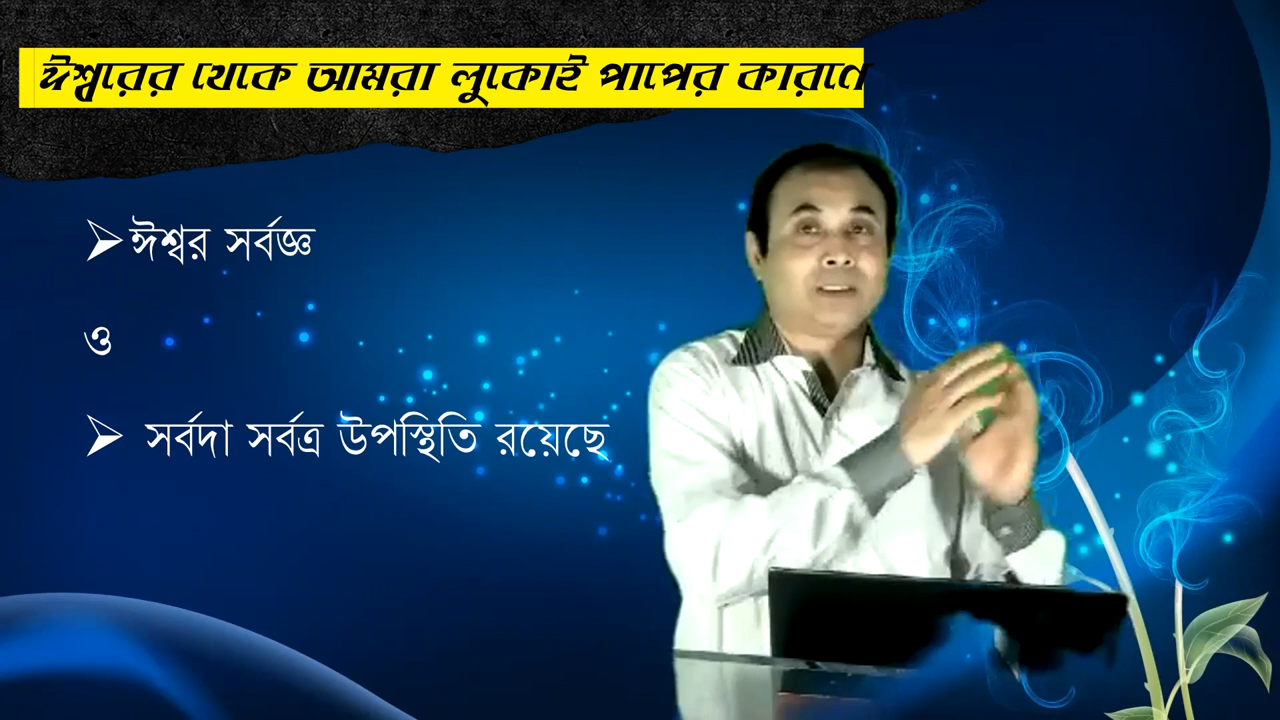 ঈশ্বরের থেকে আমরা লুকোই পাপের কারণে
➢ঈশ্বর সর্বজ্ঞ
ও
➢ সর্বদা সর্বত্র উপস্থিতি রয়েছে